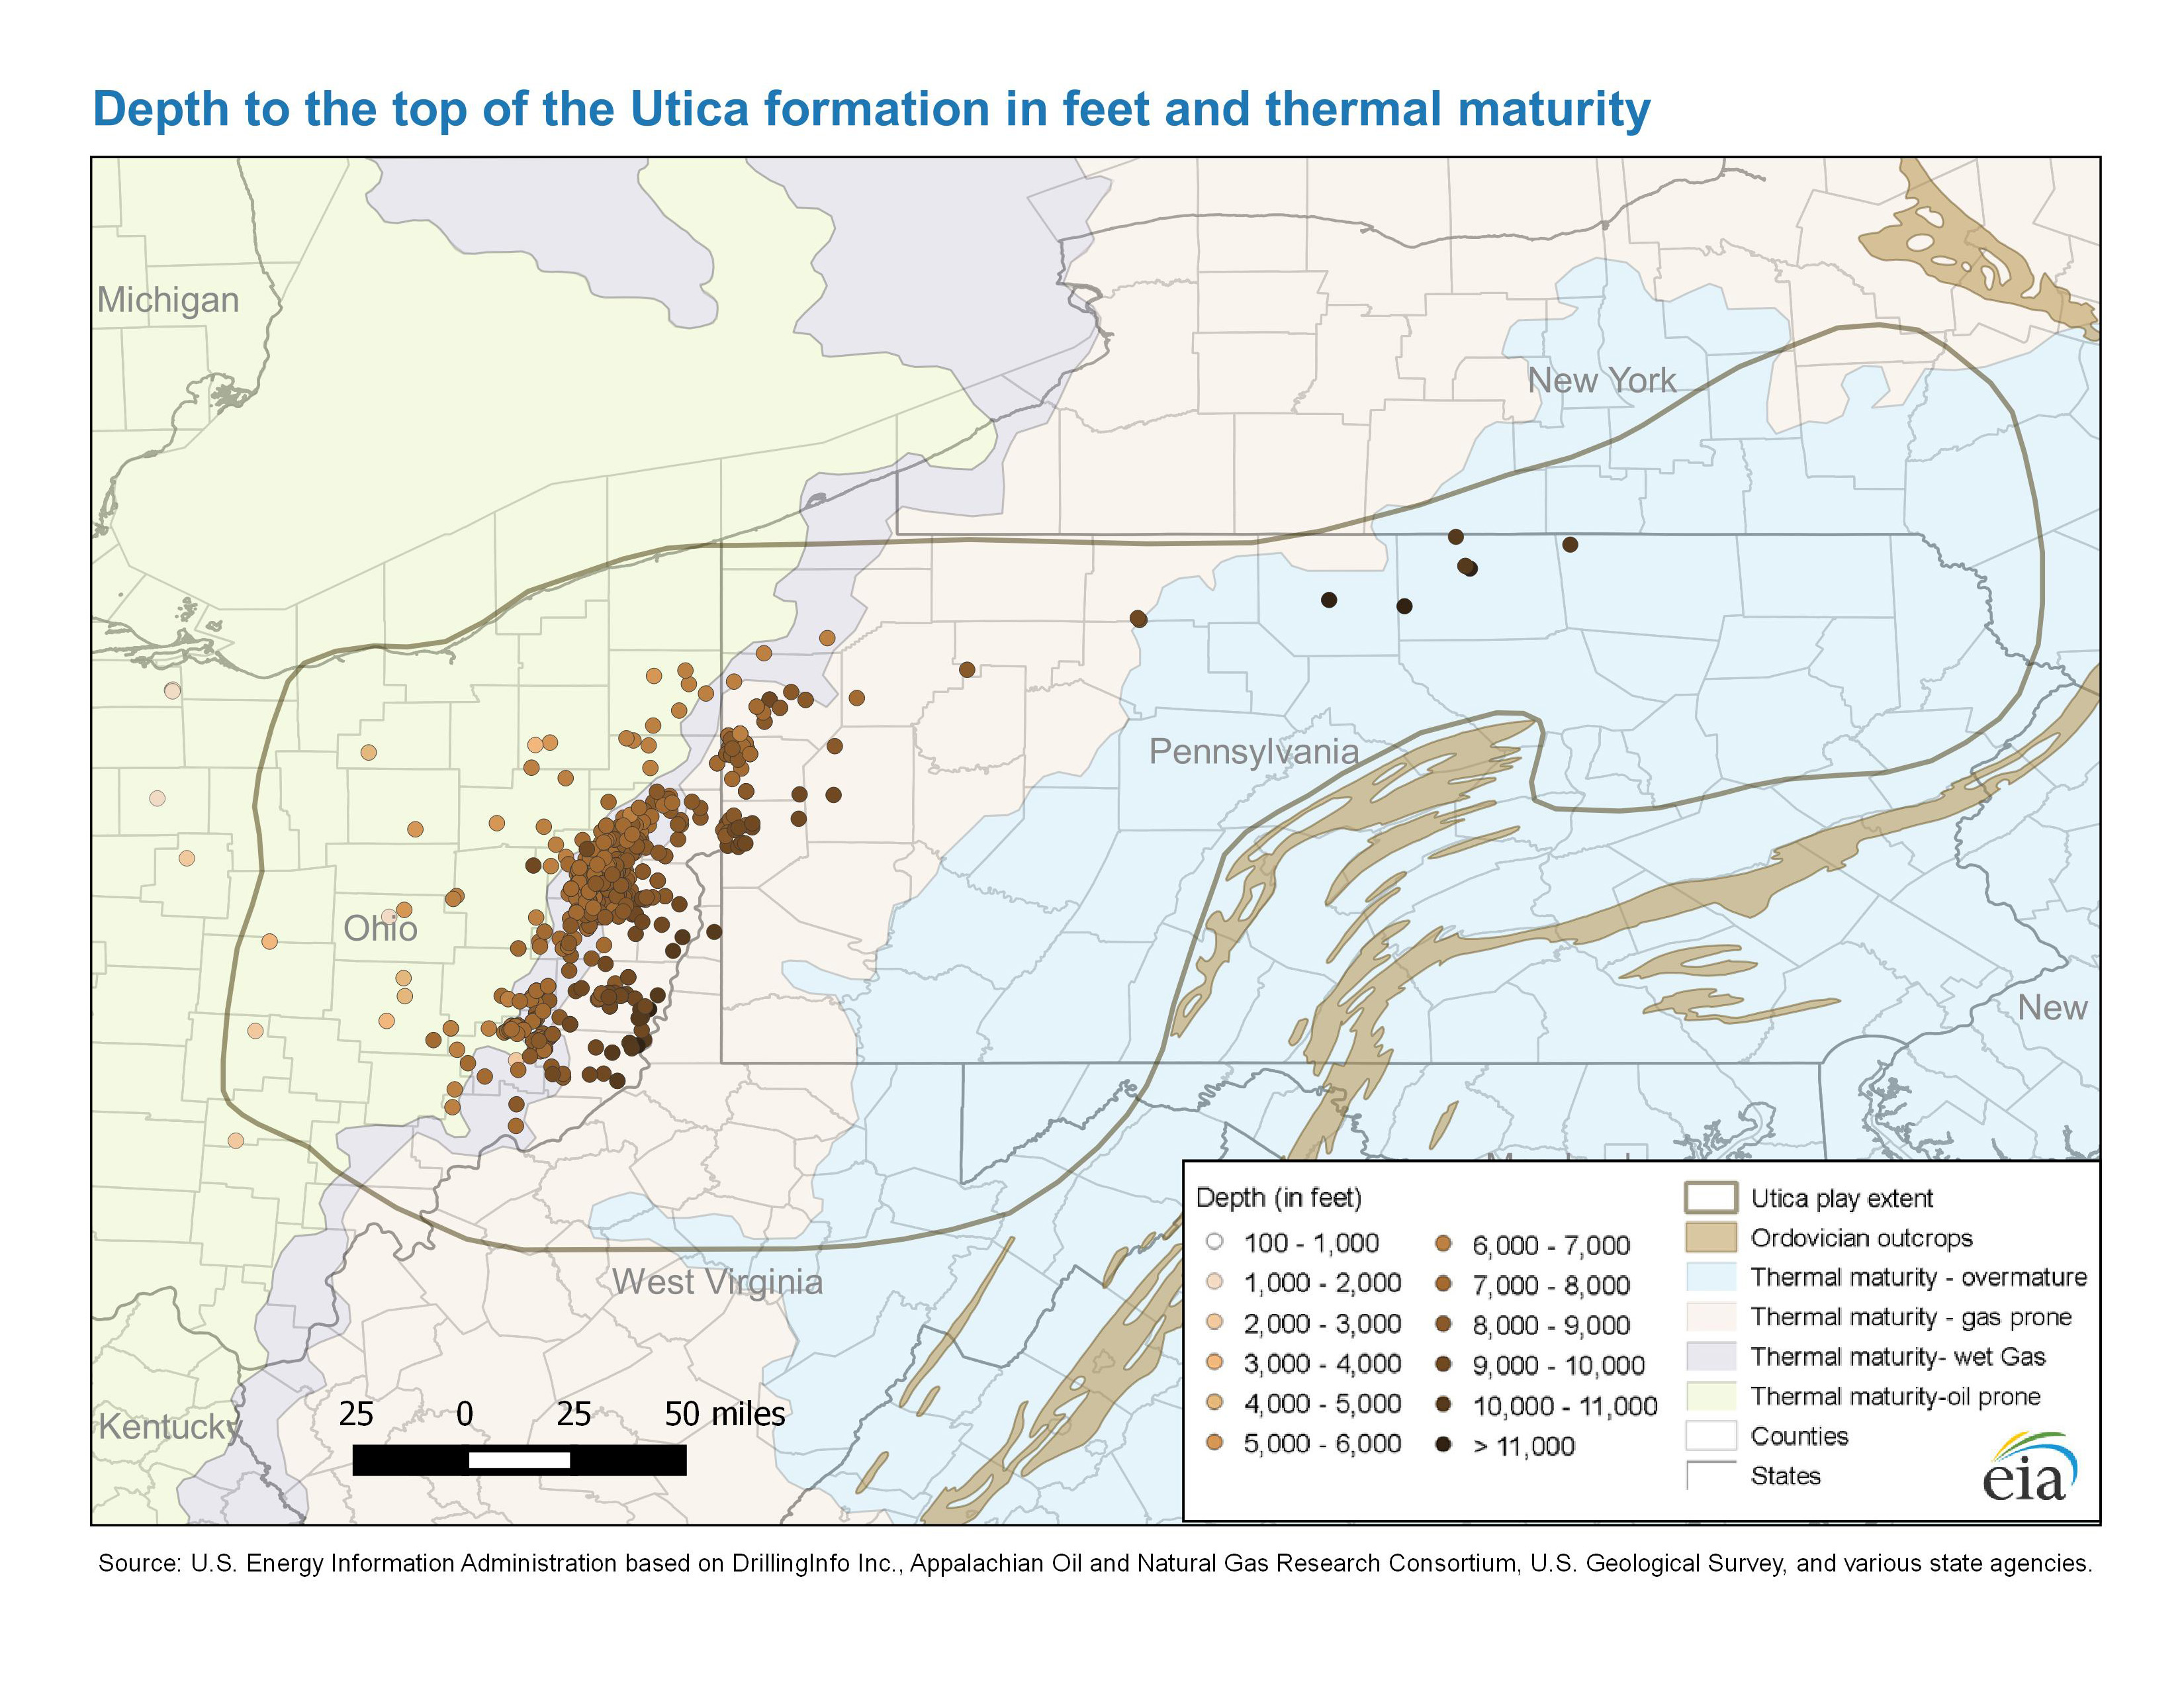 Depth to the top of the Utica formation in feet and thermal maturity
Michigan
New York
Pennsylvania
Ohio
New
West Virginia
Kentucky
25 0 25 50 miles
Depth (in feet)
100 - 1,000
1,000 - 2,000
2,000 - 3,000
3,000 - 4,000
4,000 - 5,000
5,000 - 6,000
6,000 - 7,000
7,000 - 8,000
8,000 - 9,000
9,000 - 10,000
10,000 - 11,000
> 11,000
Utica play extent
Ordovician outcrops
Thermal maturity - overmature
Thermal maturity - gas prone
Thermal maturity- wet Gas
Thermal maturity-oil prone
Counties
States
eia
Source: U.S. Energy Information Administration based on DrillingInfo Inc., Appalachian Oil and Natural Gas Research Consortium, U.S. Geological Survey, and various state agencies.